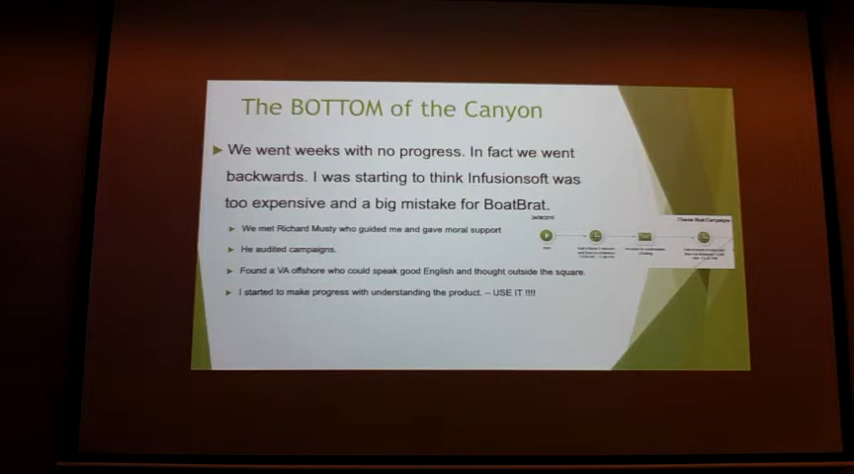 The BOTTOM of the Canyon
We went weeks with no progress. In fact we went
backwards. I was starting to think Infusionsoft was
too expensive and a big mistake for BoatBrat.
We met Richard Musty who guided me and gave moral support
He audited campaigns.
Found a VA offshore who could speak good English and thought outside the square.
I started to make progress with understanding the product. – USE IT !!!!